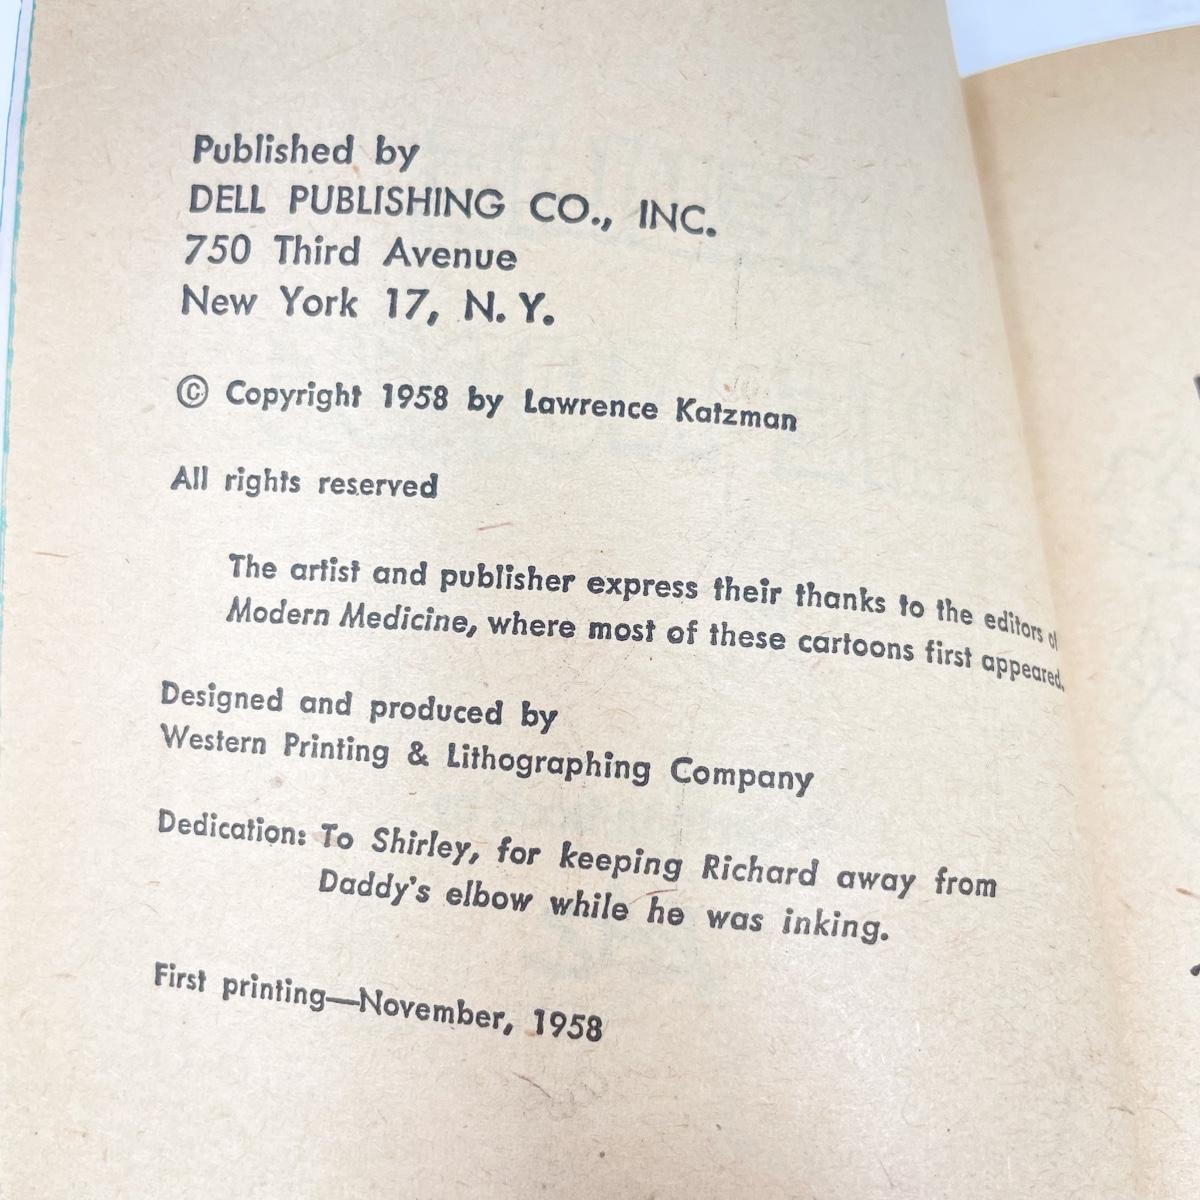 Published by
DELL PUBLISHING CO., INC.
750 Third Avenue
New York 17, N. Y.
© Copyright 1958 by Lawrence Katzman
All rights reserved
The artist and publisher express their thanks to the editors of
Modern Medicine, where most of these cartoons first appeared.
Designed and produced by
Western Printing & Lithographing Company
Dedication: To Shirley, for keeping Richard away from
Daddy's elbow while he was inking.
First printing—November, 1958